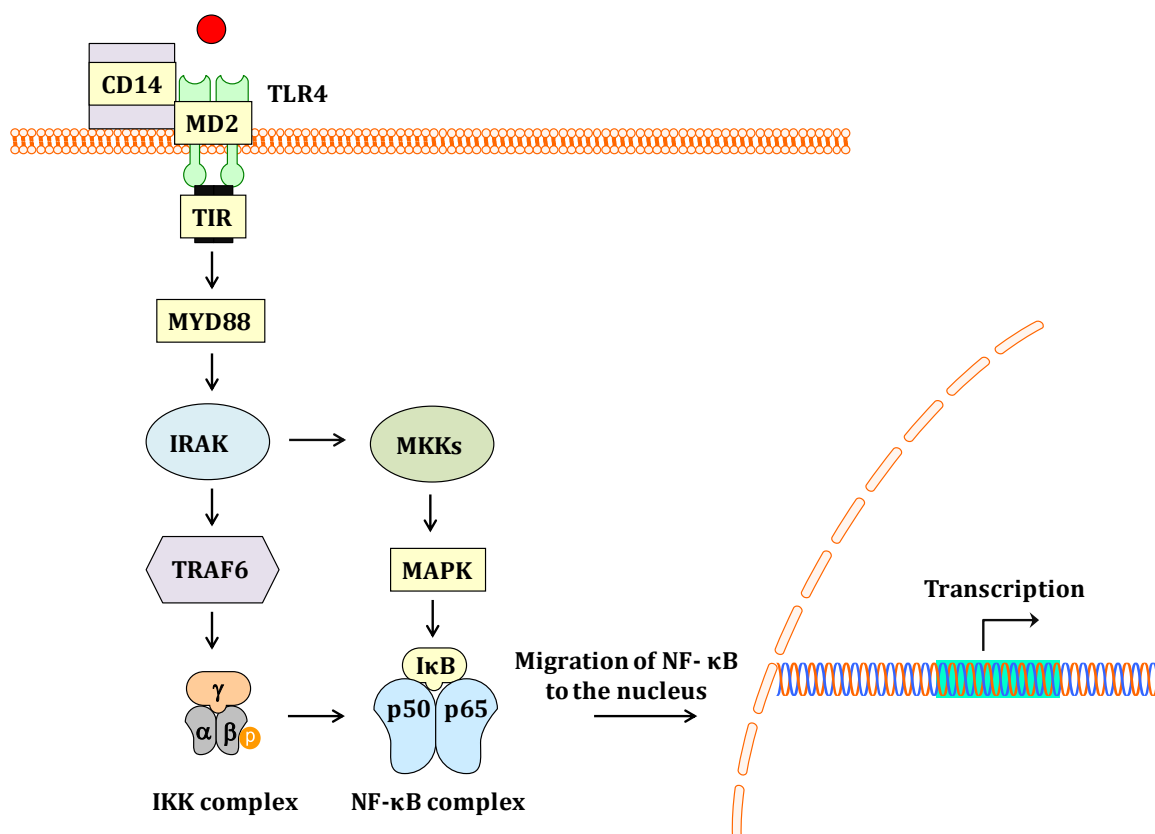 CD14
TLR4
MD2
TIR
MYD88
IRAK
MKKs
TRAF6
MAPK
Transcription
IκB
Migration of NF- κB
to the nucleus
γ
p50
p65
α
β
p
IKK complex
NF-κB complex